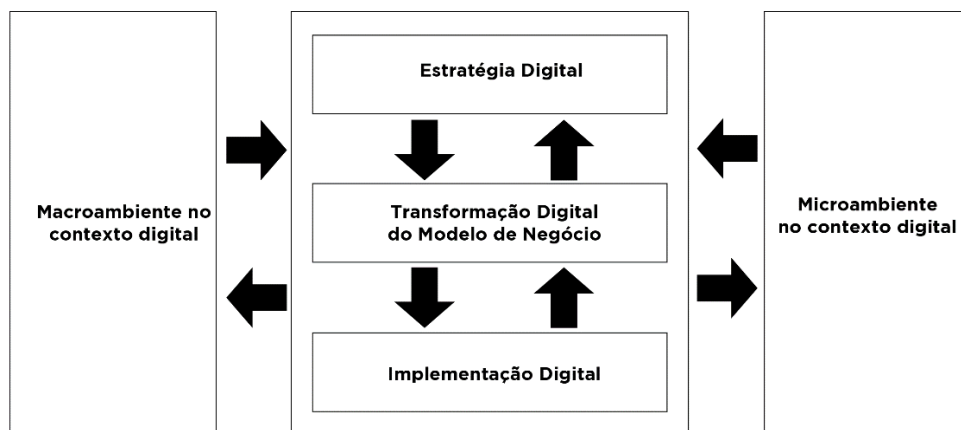 Estratégia Digital
Macroambiente no
contexto digital
Transformação Digital
do Modelo de Negócio
Microambiente
no contexto digital
Implementação Digital